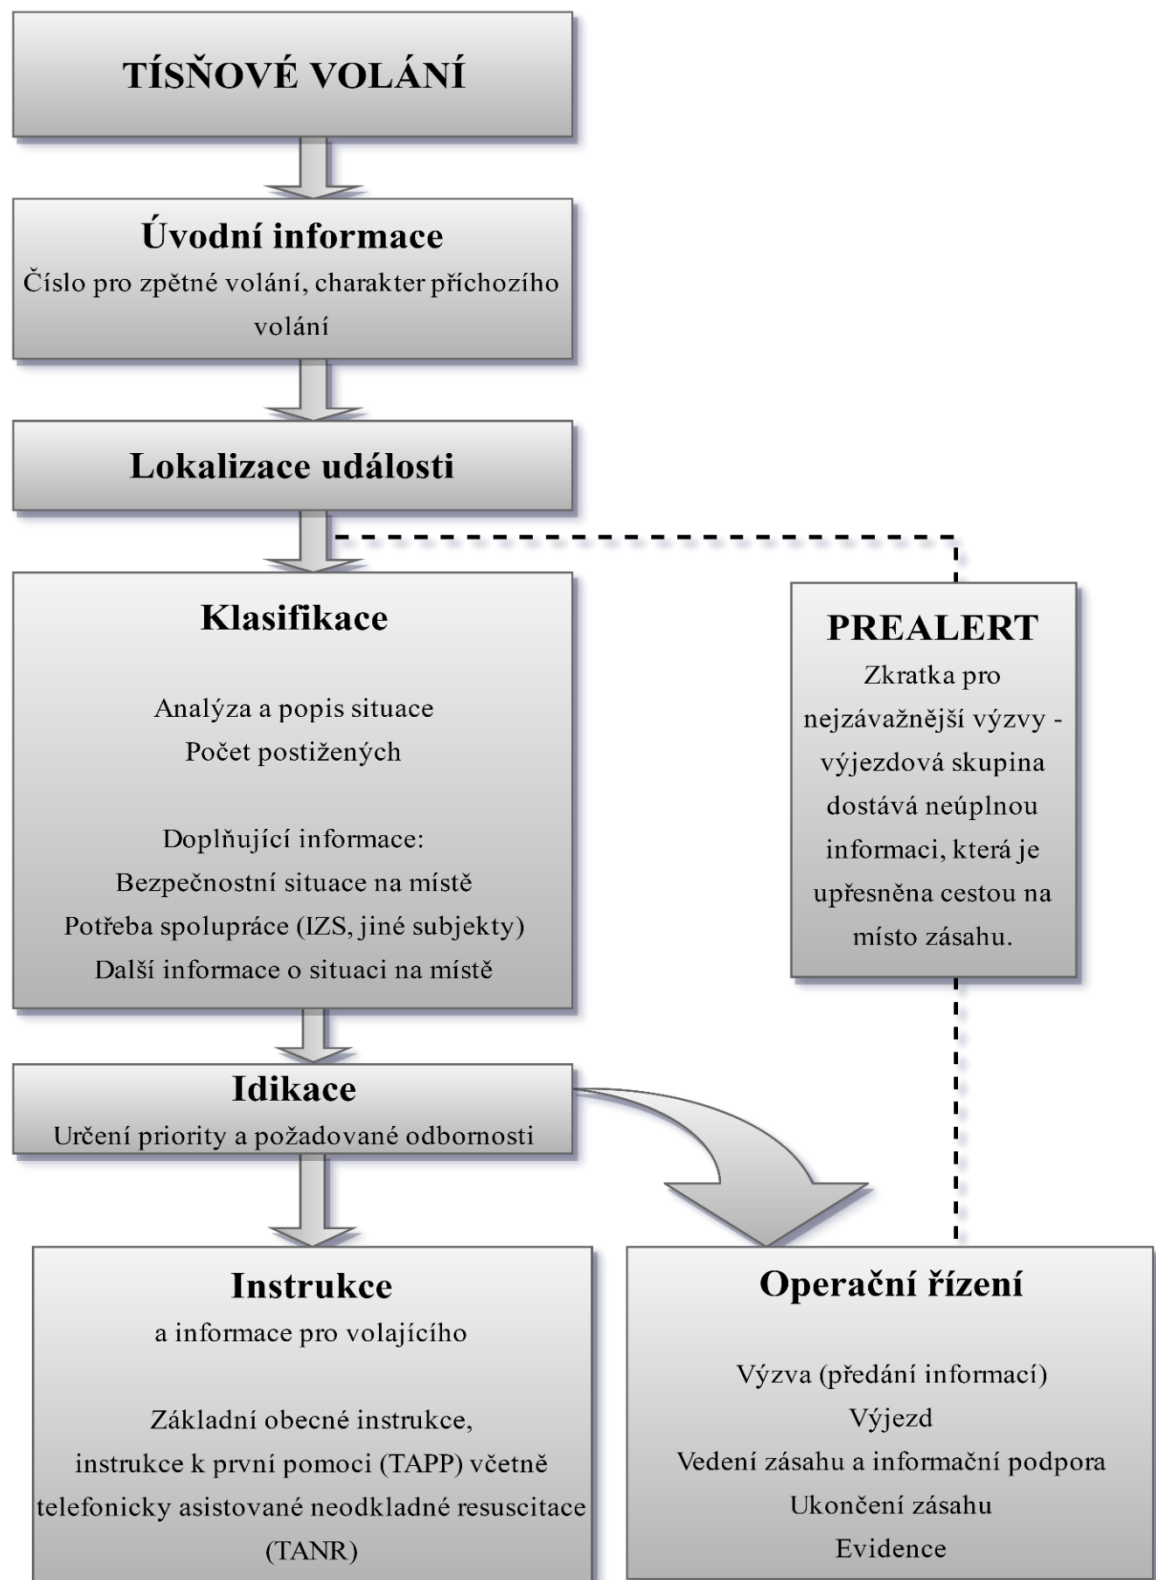 TÍSŇOVÉ VOLÁNÍ
Úvodní informace
Číslo pro zpětné volání, charakter příchozího
volání
Lokalizace události
Klasifikace
Analýza a popis situace
Počet postižených
Doplňující informace:
Bezpečnostní situace na místě
Potřeba spolupráce (IZS, jiné subjekty)
Další informace o situaci na místě
PREALERT
Zkratka pro
nejzávažnější výzvy -
výjezdová skupina
dostává neúplnou
informaci, která je
upřesněna cestou na
místo zásahu.
Idikace
Určení priority a požadované odbornosti
Instrukce
a informace pro volajícího
Základní obecné instrukce,
instrukce k první pomoci (TAPP) včetně
telefonicky asistované neodkladné resuscitace
(TANR)
Operační řízení
Výzva (předání informací)
Výjezd
Vedení zásahu a informační podpora
Ukončení zásahu
Evidence